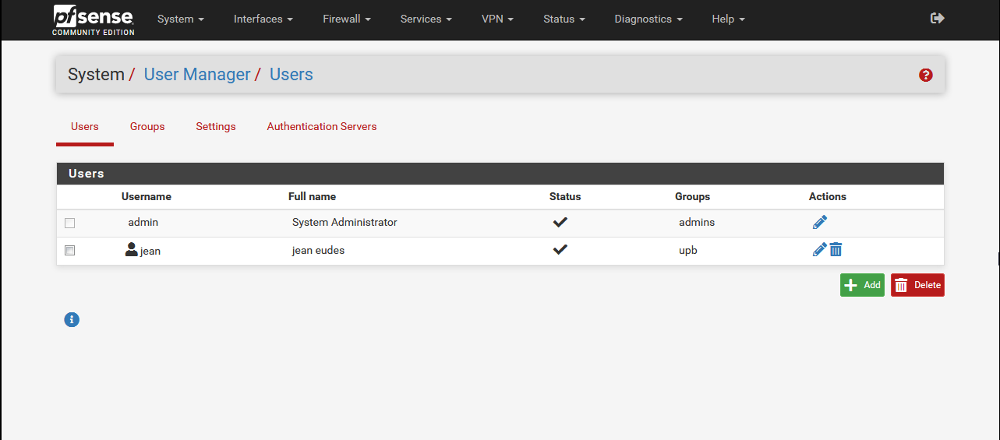 pfsense COMMUNITY EDITION System Interfaces Firewall Services VPN Status Diagnostics Help
System / User Manager / Users
Users Groups Settings Authentication Servers
Users
Username Full name Status Groups Actions
admin System Administrator admins
jean jean eudes upb
Add Delete